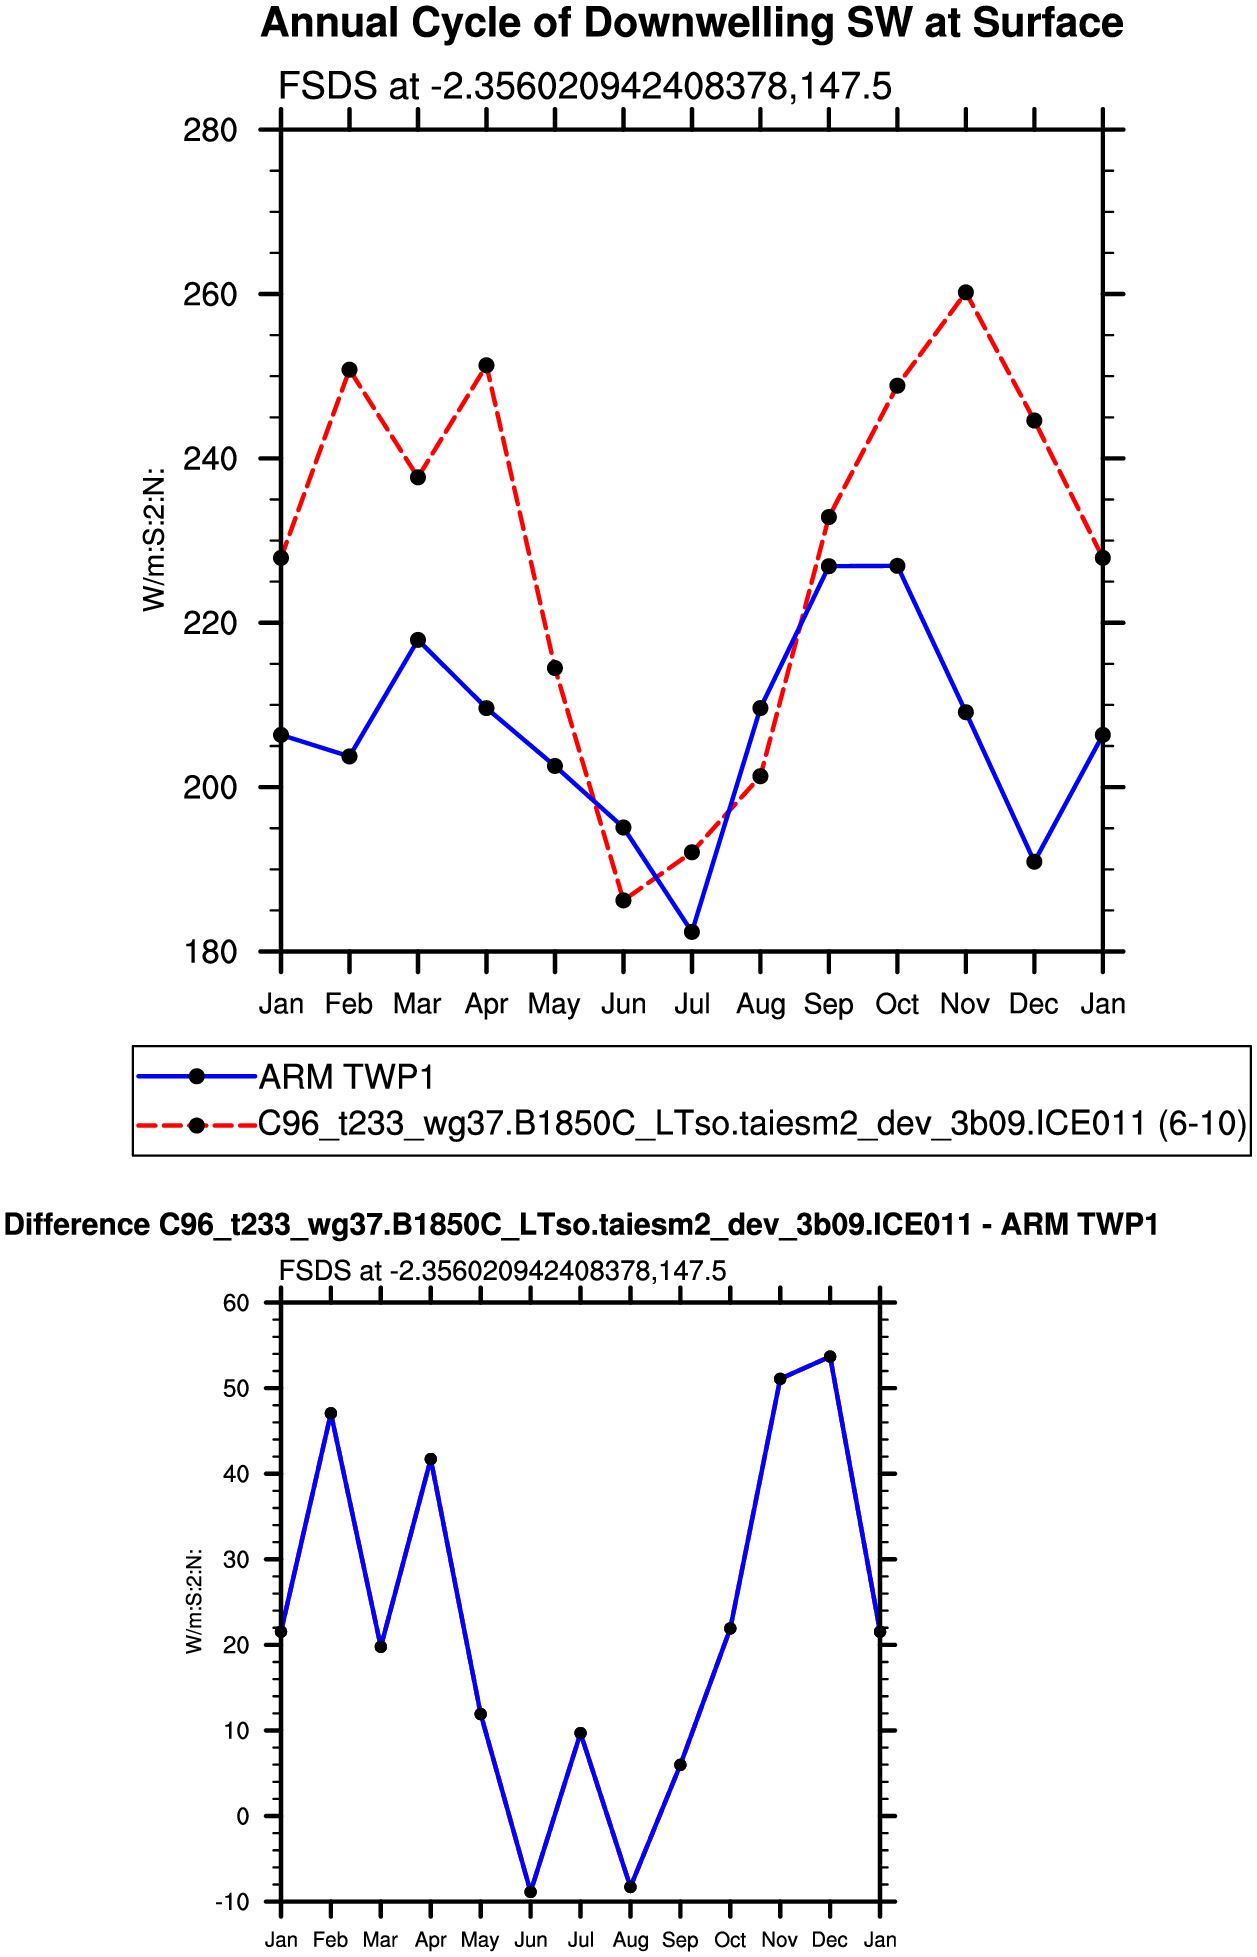 Annual Cycle of Downwelling SW at Surface
FSDS at -2.356020942408378,147.5
280
260
240
220
200
180
W/m:S:2:N:
Jan Feb Mar Apr May Jun Jul Aug Sep Oct Nov Dec Jan
ARM TWP1
C96_t233_wg37.B1850C_LTso.taiesm2_dev_3b09.ICE011 (6-10)
Difference C96_t233_wg37.B1850C_LTso.taiesm2_dev_3b09.ICE011 - ARM TWP1
FSDS at -2.356020942408378,147.5
60
50
40
30
20
10
0
-10
W/m:S:2:N:
Jan Feb Mar Apr May Jun Jul Aug Sep Oct Nov Dec Jan